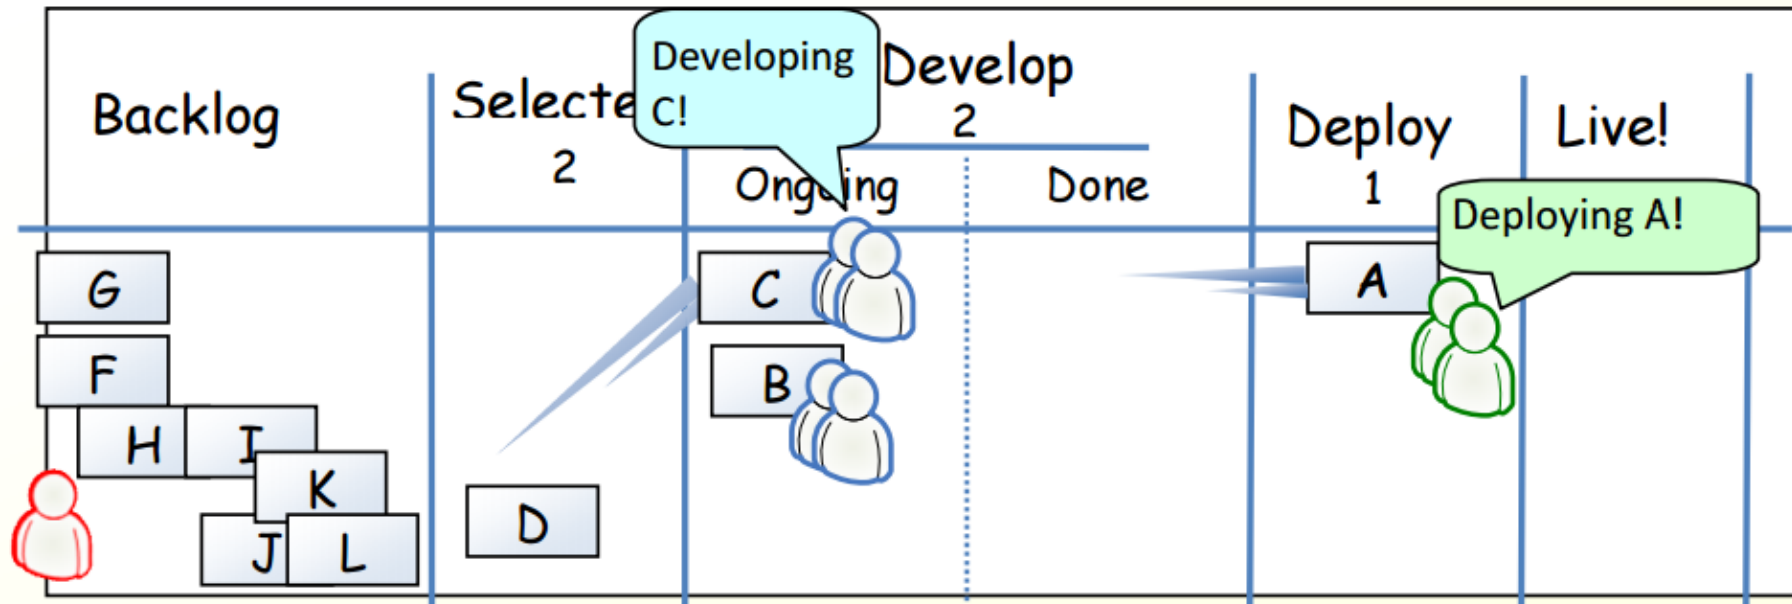 Developing
C!
Develop
2
Backlog
Selecte
2
Ongoing
Done
Deploy
1
Live!
Deploying A!
G
C
A
F
B
H
I
K
D
J
L